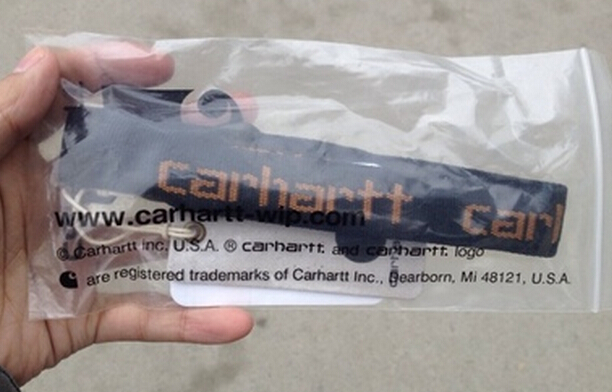 carhartt carl
www.carhartt-wip.com
© Carhartt inc, U.S.A. ® carhartt. and carhartt. logo
are registered trademarks of Carhartt Inc., Dearborn, Mi 48121, U.S.A.